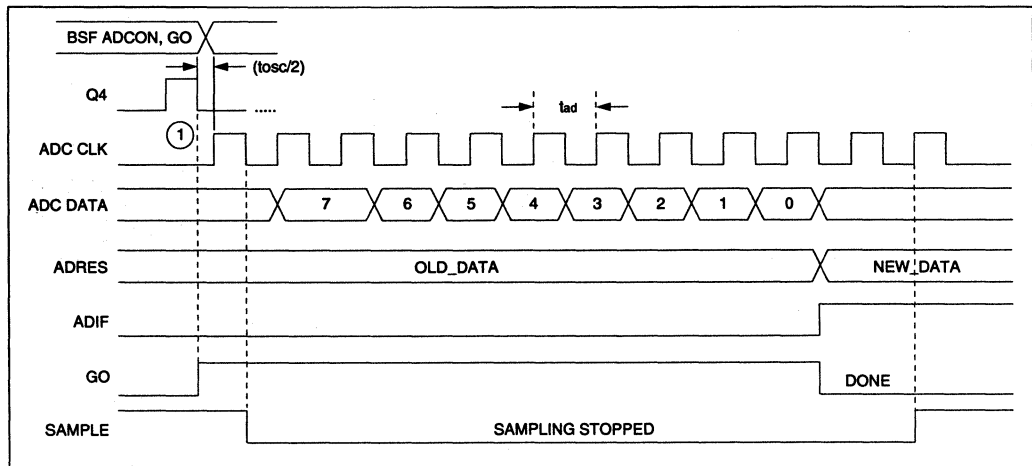 BSF ADCON, GO
(tosc/2)
Q4
.....
tad
1
ADC CLK
ADC DATA
7 6 5 4 3 2 1 0
ADRES
OLD_DATA
NEW_DATA
ADIF
GO
DONE
SAMPLE
SAMPLING STOPPED